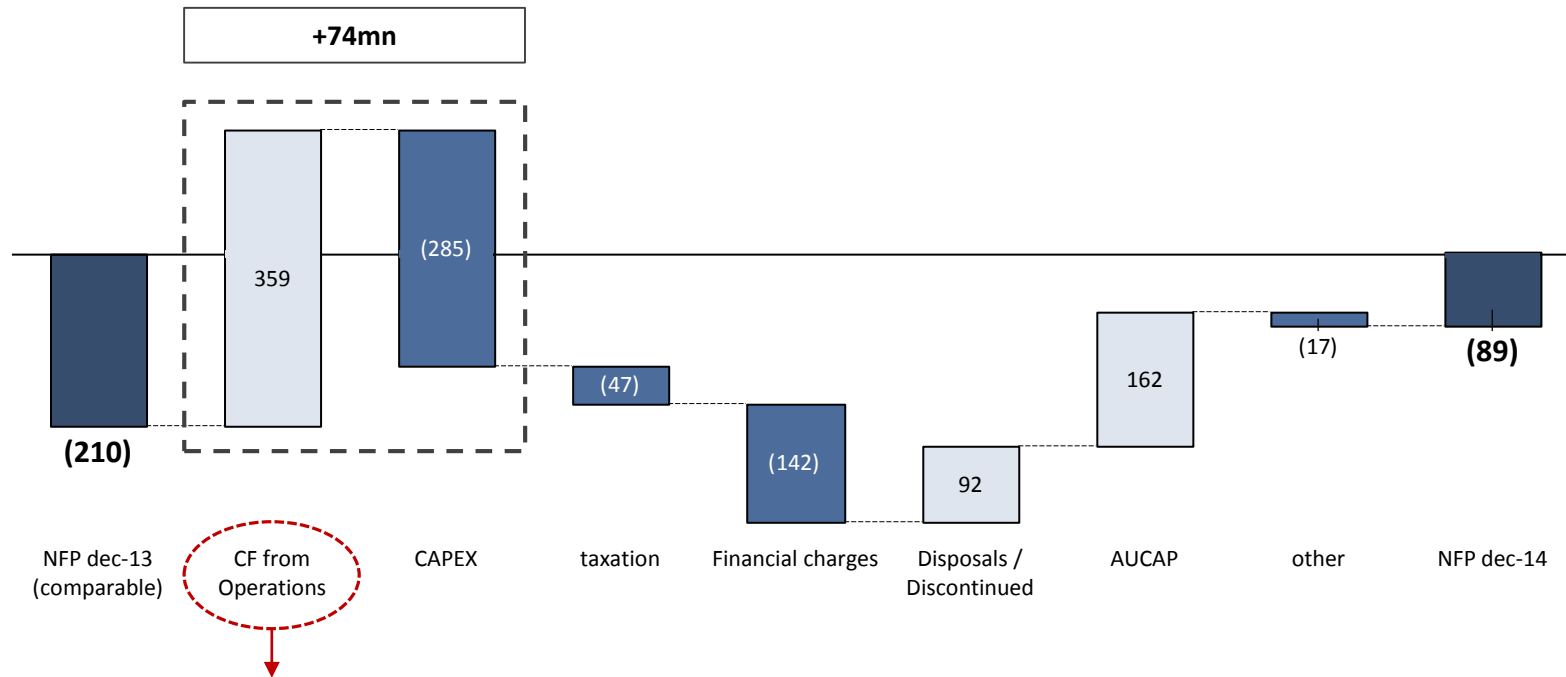 +74mn
359
(285)
(47)
(142)
92
162
(17)
(89)
(210)
NFP dec-13
(comparable)
CF from
Operations
CAPEX
taxation
Financial charges
Disposals /
Discontinued
AUCAP
other
NFP dec-14